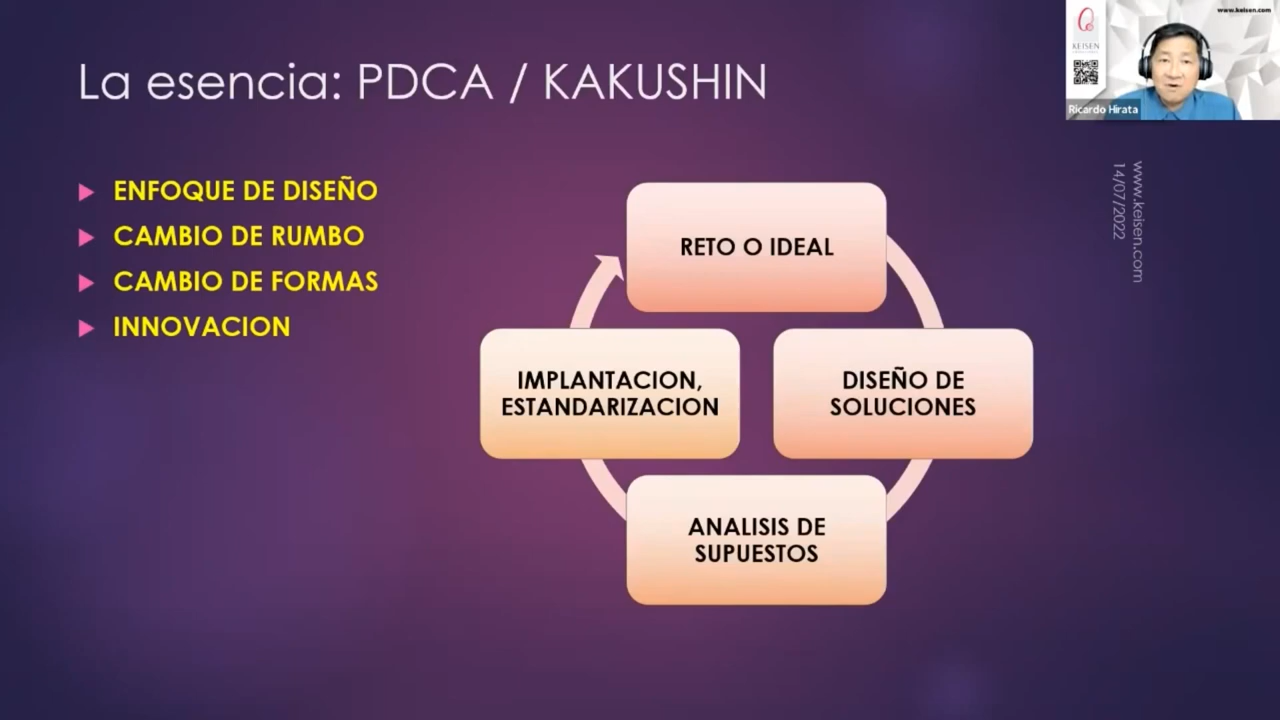 La esencia: PDCA / KAKUSHIN
ENFOQUE DE DISEÑO
CAMBIO DE RUMBO
CAMBIO DE FORMAS
INNOVACION
RETO O IDEAL
DISEÑO DE
SOLUCIONES
ANALISIS DE
SUPUESTOS
IMPLANTACION,
ESTANDARIZACION
www.keisen.com
KEISEN
Ricardo Hirata
www.keisen.com
14/07/2022